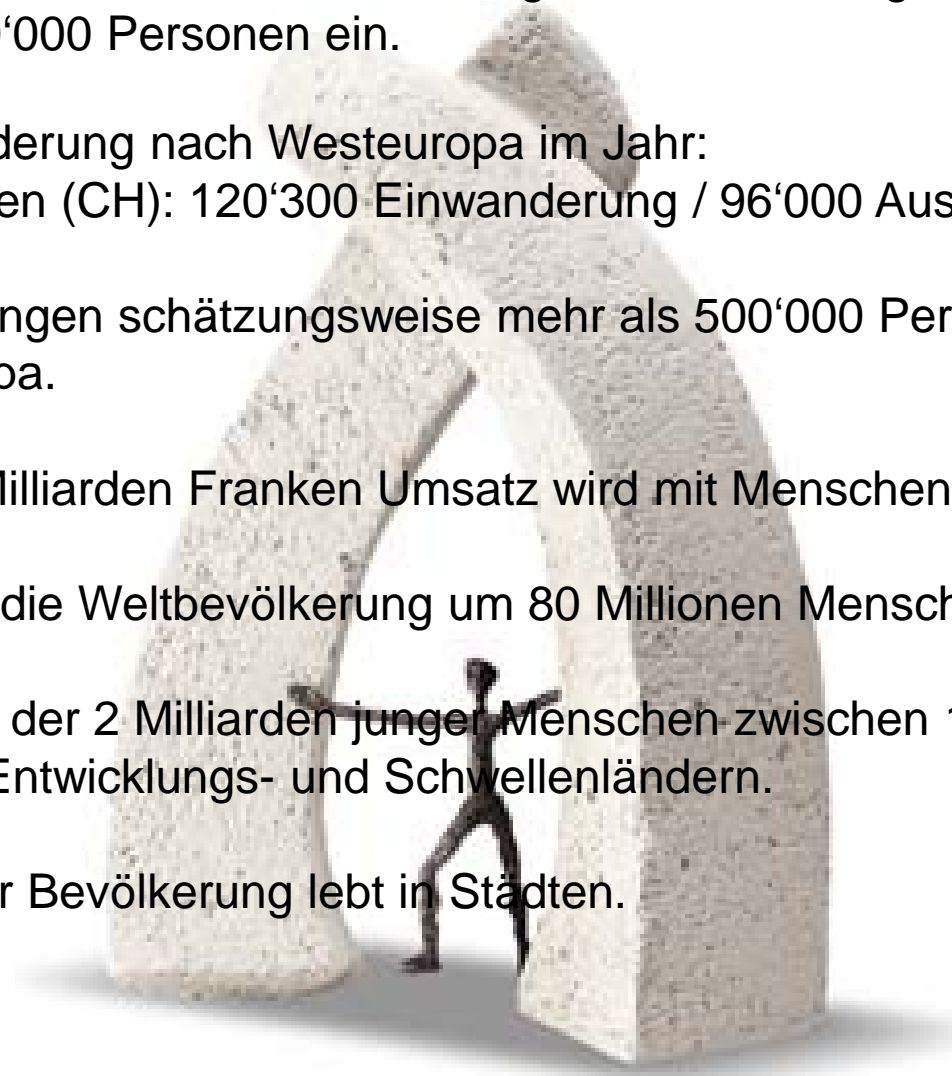 '000 Personen ein.
derung nach Westeuropa im Jahr:
en (CH): 120‘300 Einwanderung / 96‘000 Aus
ngen schätzungsweise mehr als 500‘000 Per
pa.
Milliarden Franken Umsatz wird mit Menschen
die Weltbevölkerung um 80 Millionen Mensch
der 2 Milliarden junger Menschen zwischen 1
Entwicklungs- und Schwellenländern.
r Bevölkerung lebt in Städten.